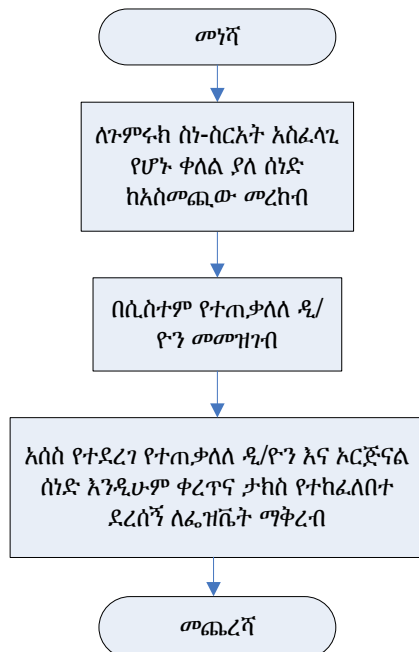 መነሻ
ለጉምሩክ ስነ-ስርአት አስፈላጊ
የሆኑ ቀለል ያለ ሰነድ
ከአስመጪው መረከብ
በሲስተም የተጠቃለለ ዲ/
ዮን መመዝገብ
አሰስ የተደረገ የተጠቃለለ ዲ/ዮን እና ኦርጅናል
ሰነድ እንዲሁም ቀረጥና ታክስ የተከፈለበተ
ደረሰኝ ለፌዝቬት ማቅረብ
መጨረሻ